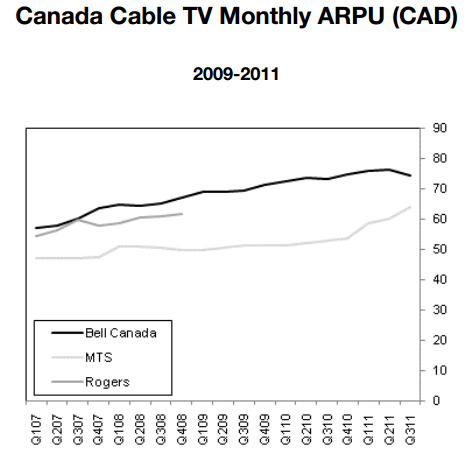 Canada Cable TV Monthly ARPU (CAD)
2009-2011
90
80
70
60
50
40
30
20
10
0
Bell Canada
MTS
Rogers
Q107
Q207
Q307
Q407
Q108
Q208
Q308
Q408
Q109
Q209
Q309
Q409
Q110
Q210
Q310
Q410
Q111
Q211
Q311